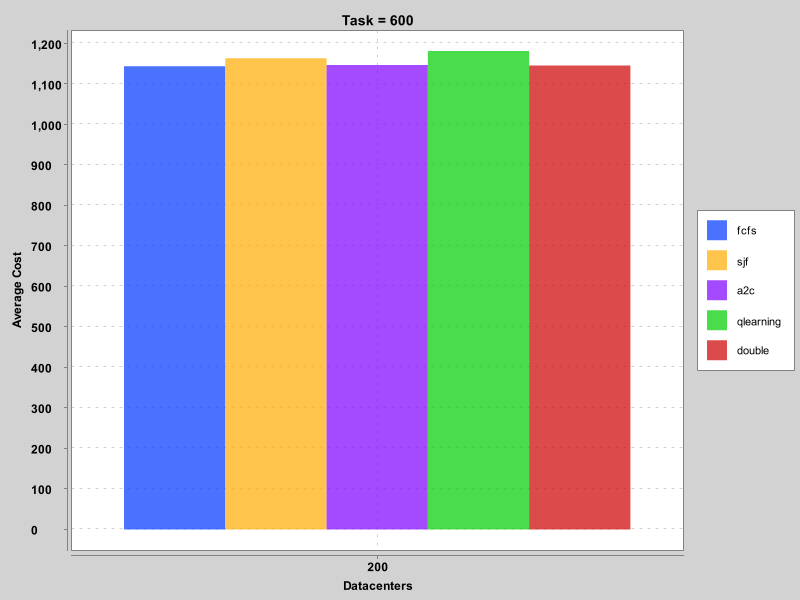 Task = 600
1,200
1,100
1,000
900
800
700
600
500
400
300
200
100
0
Average Cost
200
Datacenters
fcfs
sjf
a2c
qlearning
double